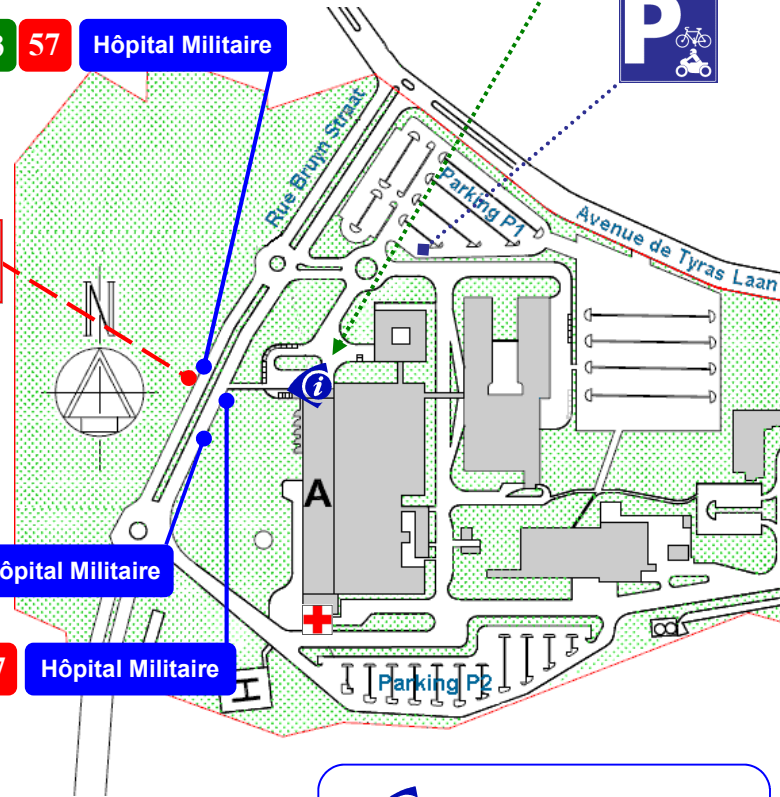 P
3 57 Hôpital Militaire
Rue Bruyn Straat
Parking P1
Avenue de Tyras Laan
N
i
A
ôpital Militaire
7 Hôpital Militaire
H
Parking P2